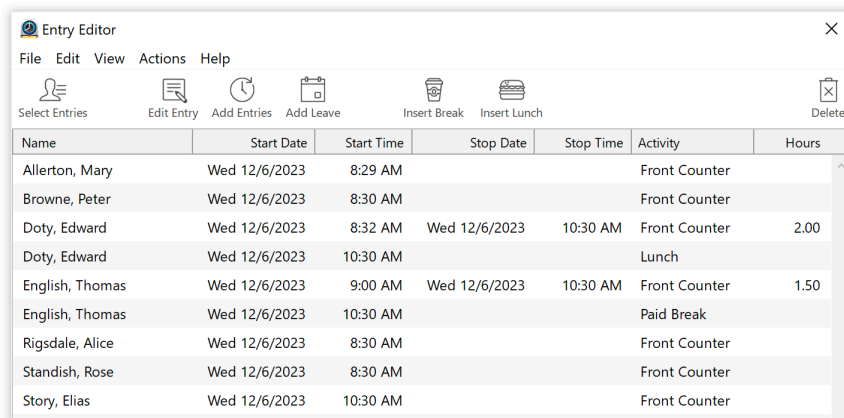 Entry Editor
File Edit View Actions Help
Select Entries Edit Entry Add Entries Add Leave Insert Break Insert Lunch Delete
Name Start Date Start Time Stop Date Stop Time Activity Hours
Allerton, Mary Wed 12/6/2023 8:29 AM Front Counter
Browne, Peter Wed 12/6/2023 8:30 AM Front Counter
Doty, Edward Wed 12/6/2023 8:32 AM Wed 12/6/2023 10:30 AM Front Counter 2.00
Doty, Edward Wed 12/6/2023 10:30 AM Lunch
English, Thomas Wed 12/6/2023 9:00 AM Wed 12/6/2023 10:30 AM Front Counter 1.50
English, Thomas Wed 12/6/2023 10:30 AM Paid Break
Rigsdale, Alice Wed 12/6/2023 8:30 AM Front Counter
Standish, Rose Wed 12/6/2023 8:30 AM Front Counter
Story, Elias Wed 12/6/2023 10:30 AM Front Counter